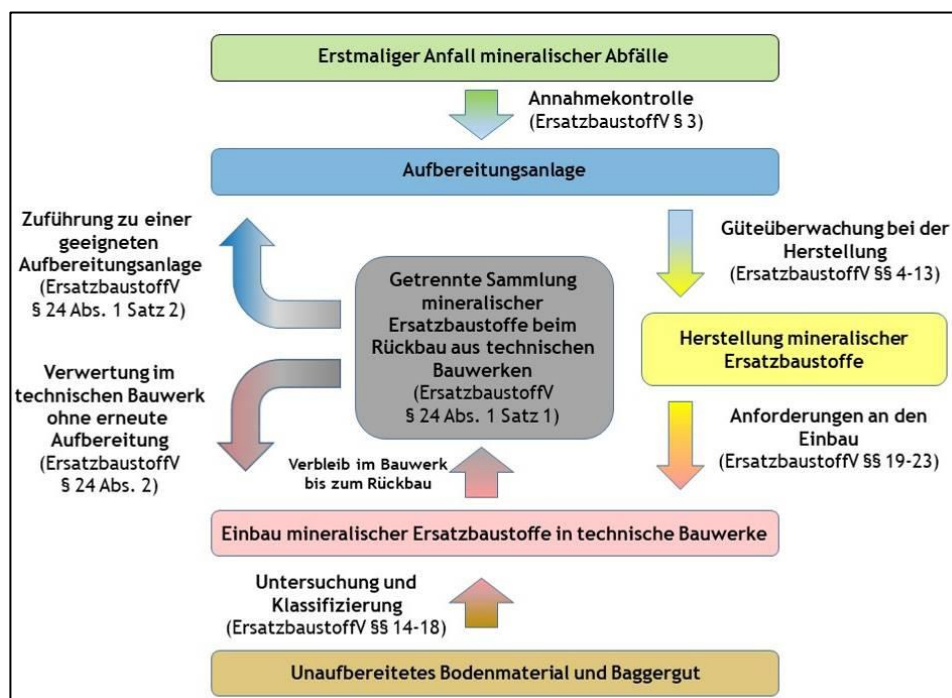 Erstmaliger Anfall mineralischer Abfälle
Annahmekontrolle
(ErsatzbaustoffV § 3)
Aufbereitungsanlage
Zuführung zu einer
geeigneten
Aufbereitungsanlage
(ErsatzbaustoffV
§ 24 Abs. 1 Satz 2)
Güteüberwachung bei der
Herstellung
(ErsatzbaustoffV §§ 4-13)
Getrennte Sammlung
mineralischer
Ersatzbaustoffe beim
Rückbau aus technischen
Bauwerken
(ErsatzbaustoffV
§ 24 Abs. 1 Satz 1)
Herstellung mineralischer
Ersatzbaustoffe
Verwertung im
technischen Bauwerk
ohne erneute
Aufbereitung
(ErsatzbaustoffV
§ 24 Abs. 2)
Anforderungen an den
Einbau
(ErsatzbaustoffV §§ 19-23)
Verbleib im Bauwerk
bis zum Rückbau
Einbau mineralischer Ersatzbaustoffe in technische Bauwerke
Untersuchung und
Klassifizierung
(ErsatzbaustoffV §§ 14-18)
Unaufbereitetes Bodenmaterial und Baggergut